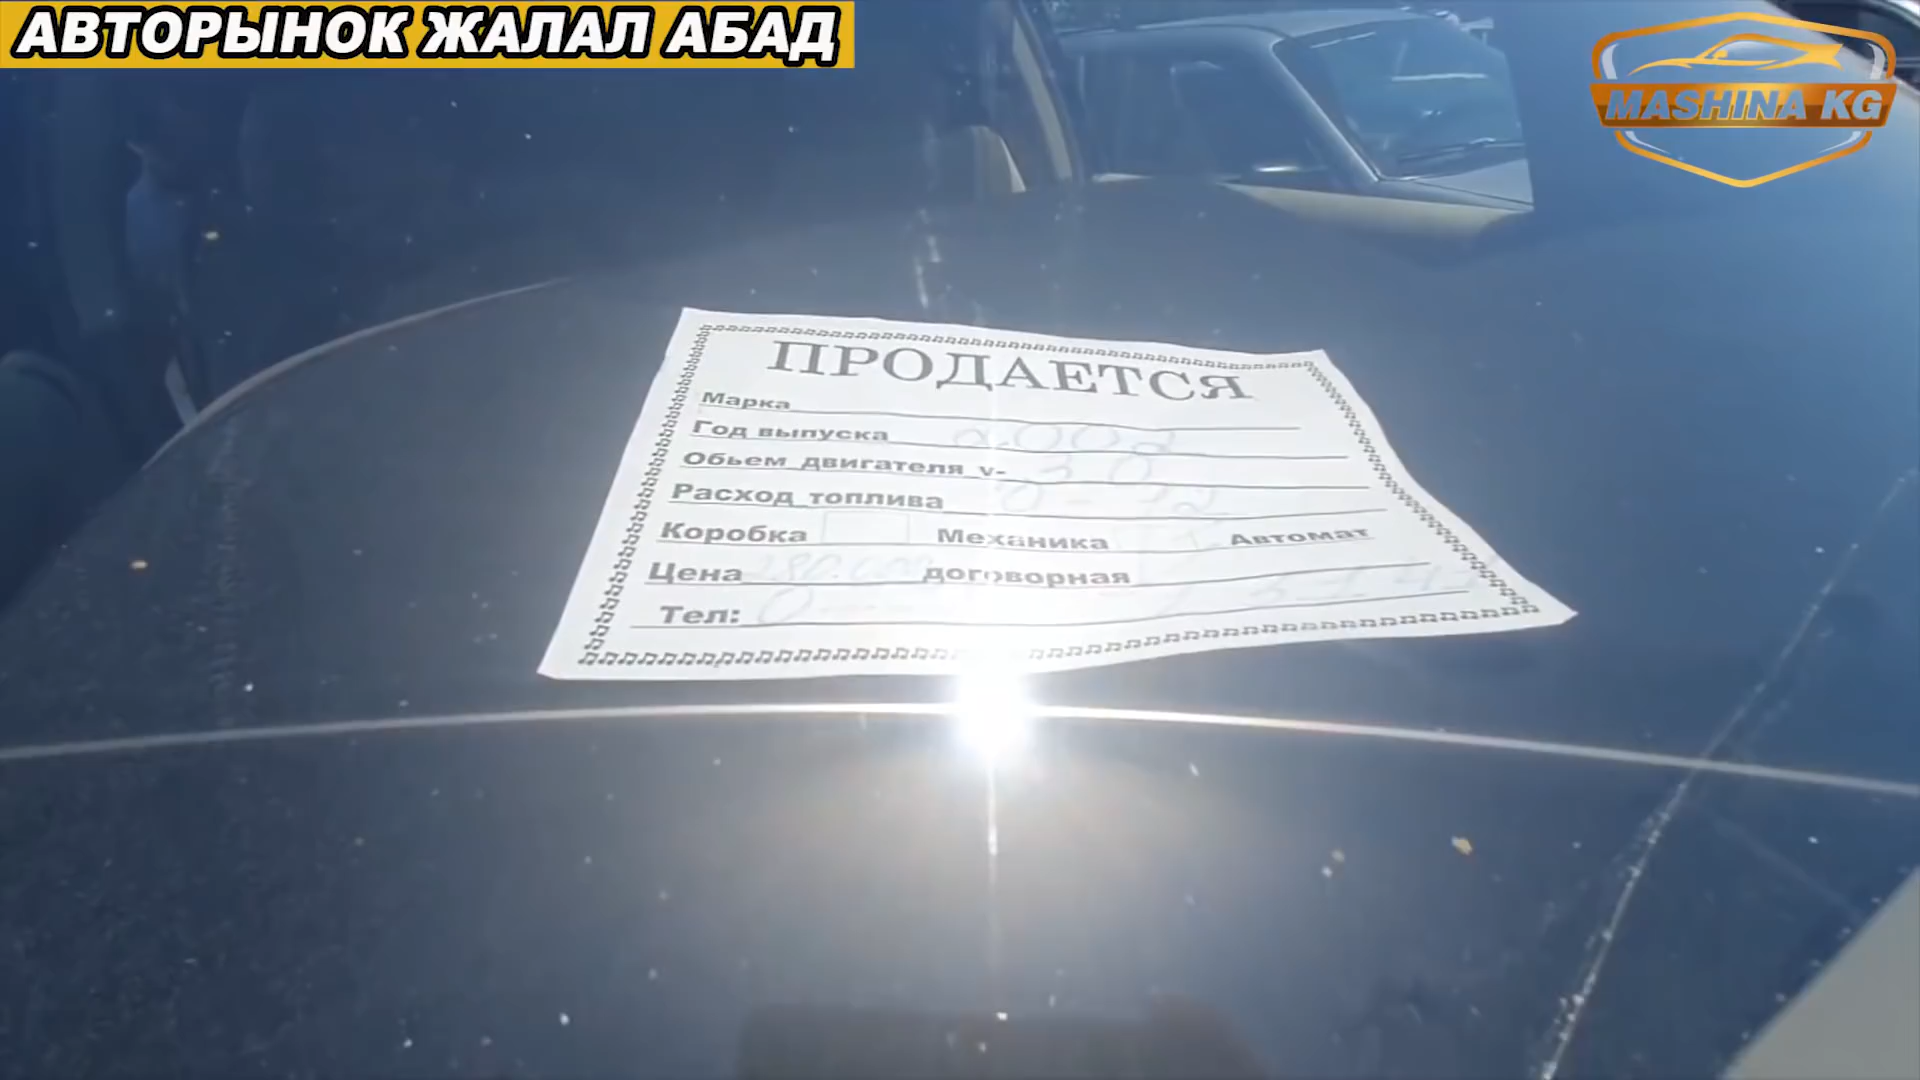 АВТОРЫНОК ЖАЛАЛ АБАД
MASHINA KG
ПРОДАЕТСЯ
Марка
Год выпуска 2002
Обьем двигателя v-
Расход топлива
Коробка Механика Автомат
Цена договорная
Тел: